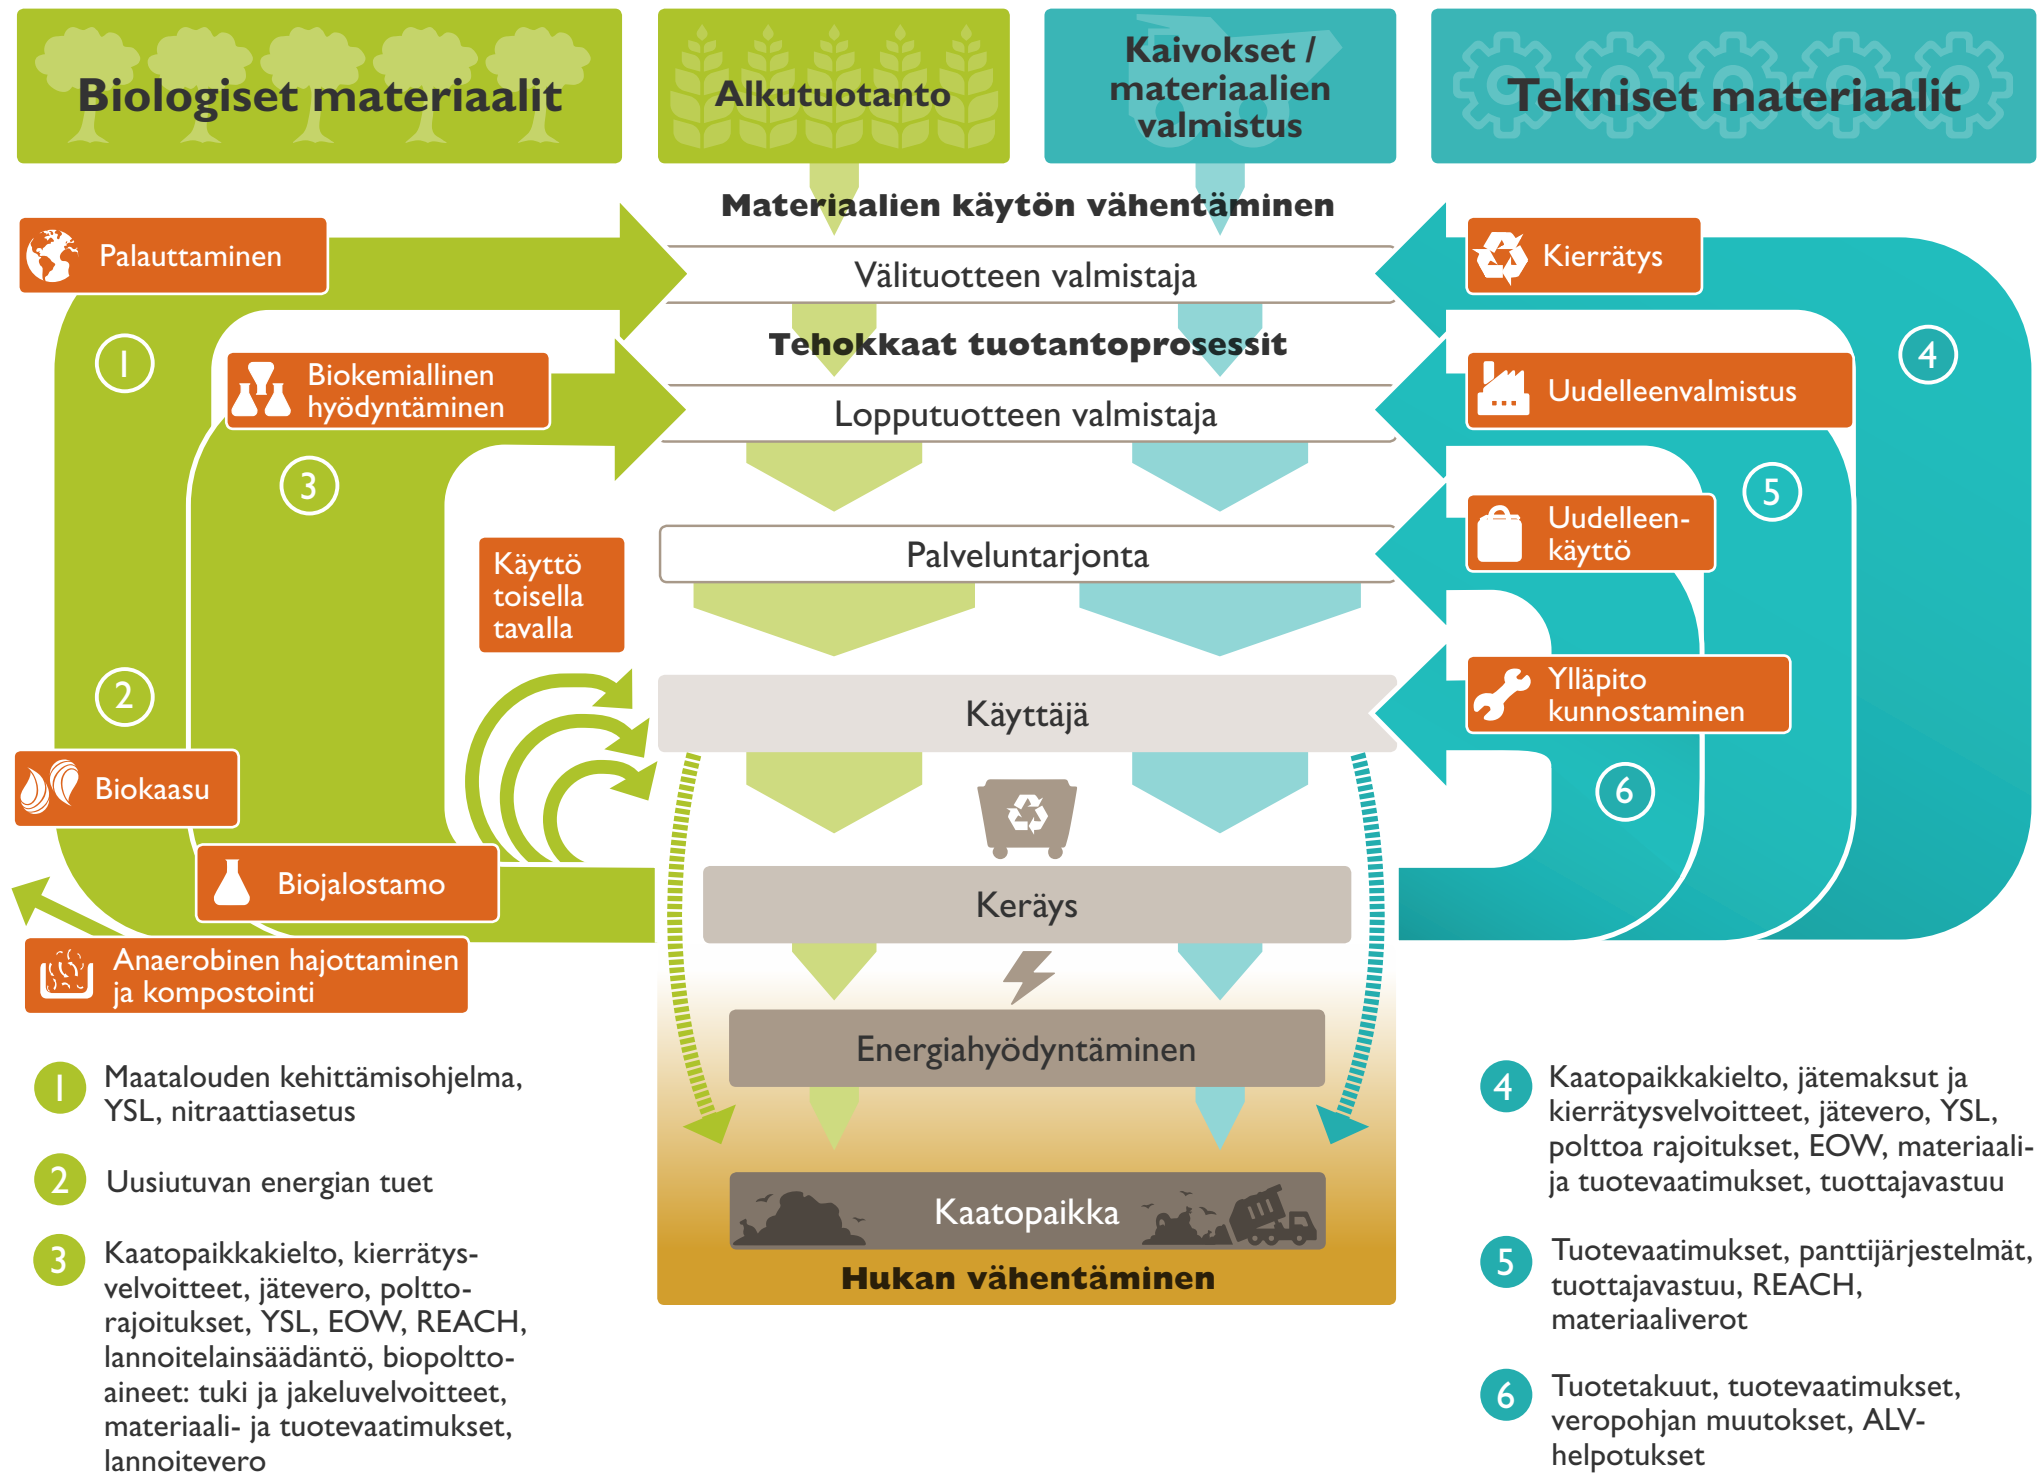 Biologiset materiaalit
Alkutuotanto
Kaivokset /
materiaalien
valmistus
Tekniset materiaalit
Materiaalien käytön vähentäminen
Palauttaminen
Välituotteen valmistaja
Kierrätys
1
Tehokkaat tuotantoprosessit
4
Biokemiallinen
hyödyntäminen
Lopputuotteen valmistaja
Uudelleenvalmistus
3
5
Käyttö
toisella
tavalla
Palveluntarjonta
Uudelleen-
käyttö
2
Käyttäjä
Ylläpito
kunnostaminen
Biokaasu
6
Biojalostamo
Keräys
Anaerobinen hajottaminen
ja kompostointi
Energiahyödyntäminen
Kaatopaikka
Hukan vähentäminen
1
Maatalouden kehittämisohjelma,
YSL, nitraattiasetus
2
Uusiutuvan energian tuet
3
Kaatopaikkakielto, kierrätys-
velvoitteet, jätevero, poltto-
rajoitukset, YSL, EOW, REACH,
lannoitelainsäädäntö, biopoltto-
aineet: tuki ja jakeluvelvoitteet,
materiaali- ja tuotevaatimukset,
lannoitevero
4
Kaatopaikkakielto, jätemaksut ja
kierrätysvelvoitteet, jätevero, YSL,
polttoa rajoitukset, EOW, materiaali-
ja tuotevaatimukset, tuottajavastuu
5
Tuotevaatimukset, panttijärjestelmät,
tuottajavastuu, REACH,
materiaaliverot
6
Tuotetakuut, tuotevaatimukset,
veropohjan muutokset, ALV-
helpotukset